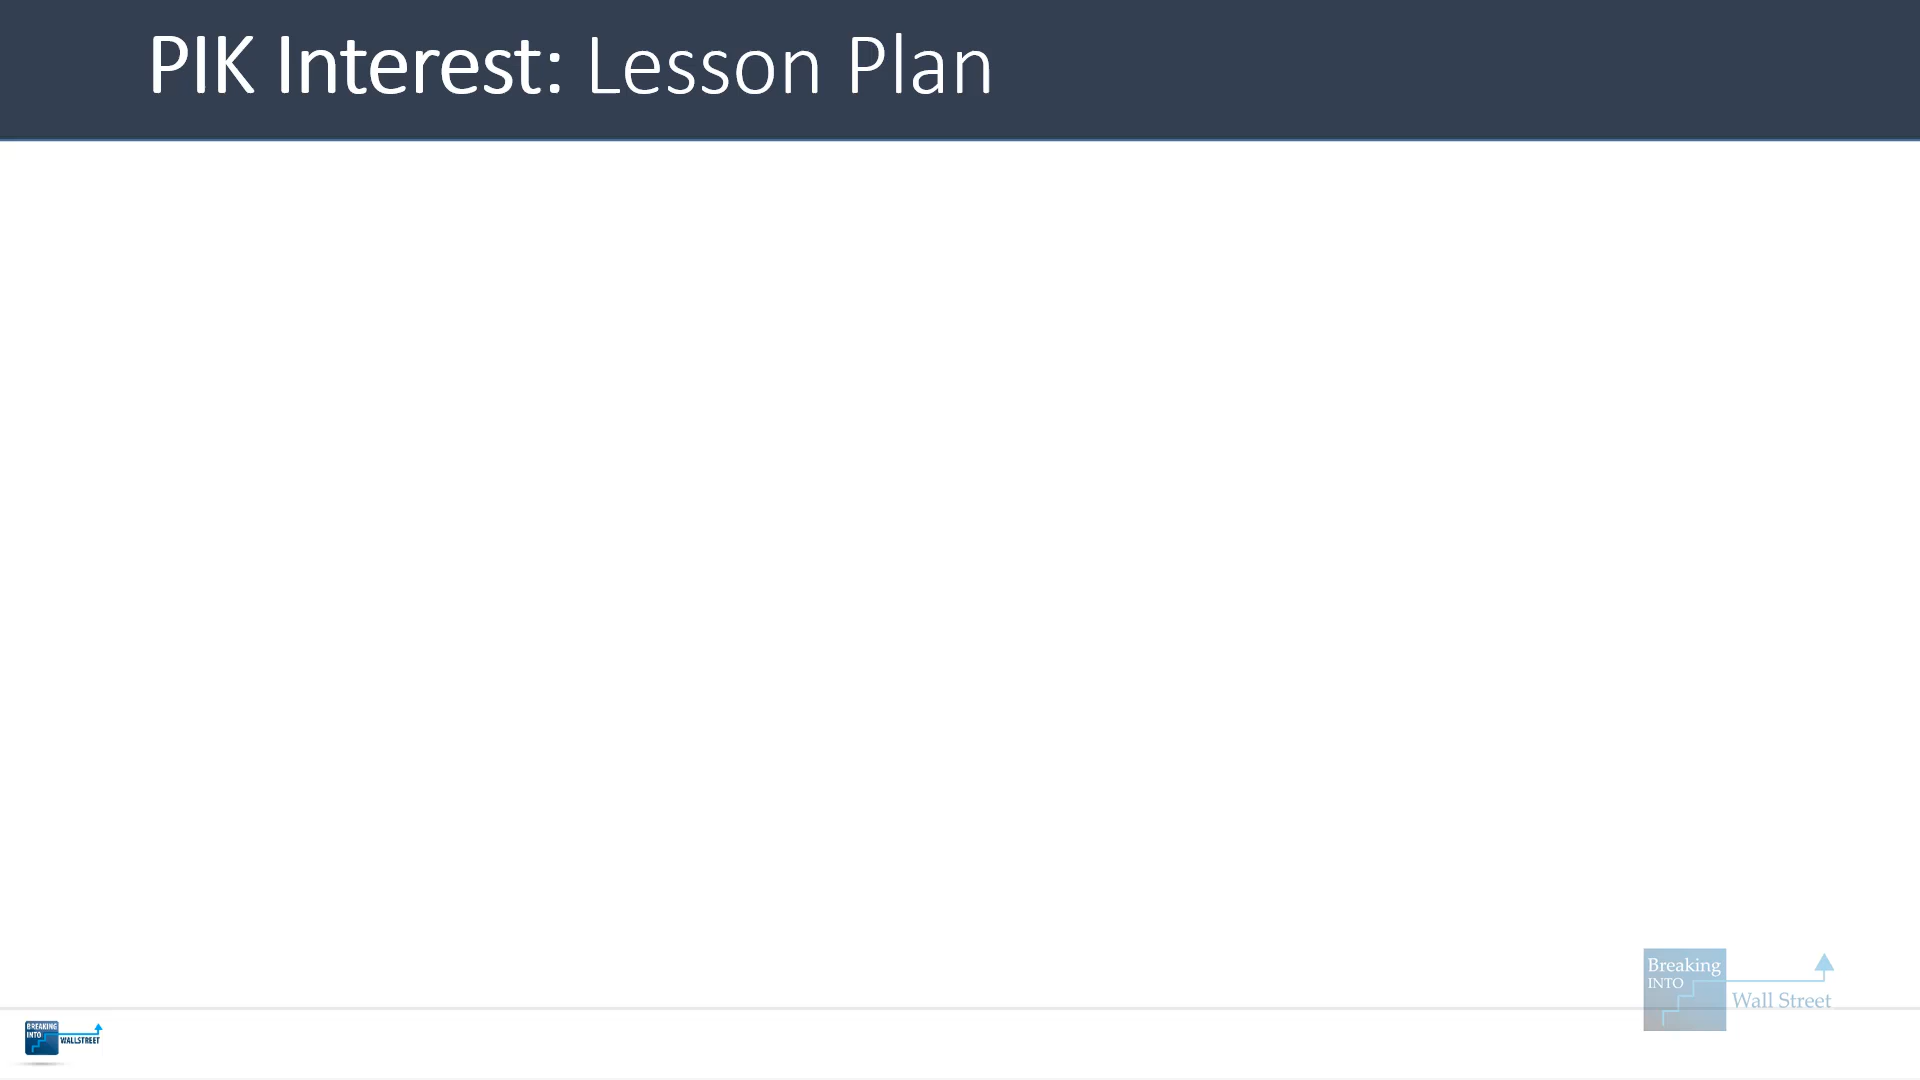 PIK Interest: Lesson Plan
Breaking
INTO
Wall Street
BREAKING
INTO
WALLSTREET